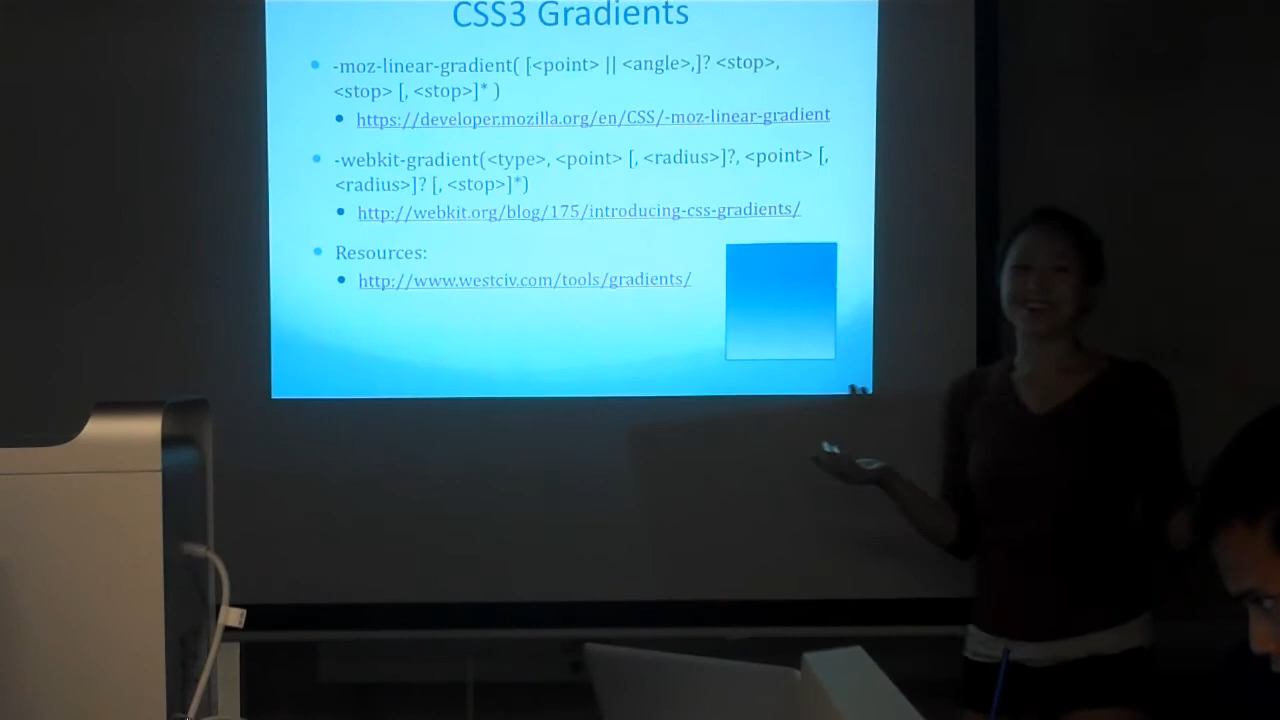 CSS3 Gradients
-moz-linear-gradient( [<point> || <angle>,]? <stop>,
<stop> [, <stop>]* )
https://developer.mozilla.org/en/CSS/-moz-linear-gradient
-webkit-gradient(<type>, <point> [, <radius>]?, <point> [,
<radius>]? [, <stop>]*)
http://webkit.org/blog/175/introducing-css-gradients/
Resources:
http://www.westciv.com/tools/gradients/